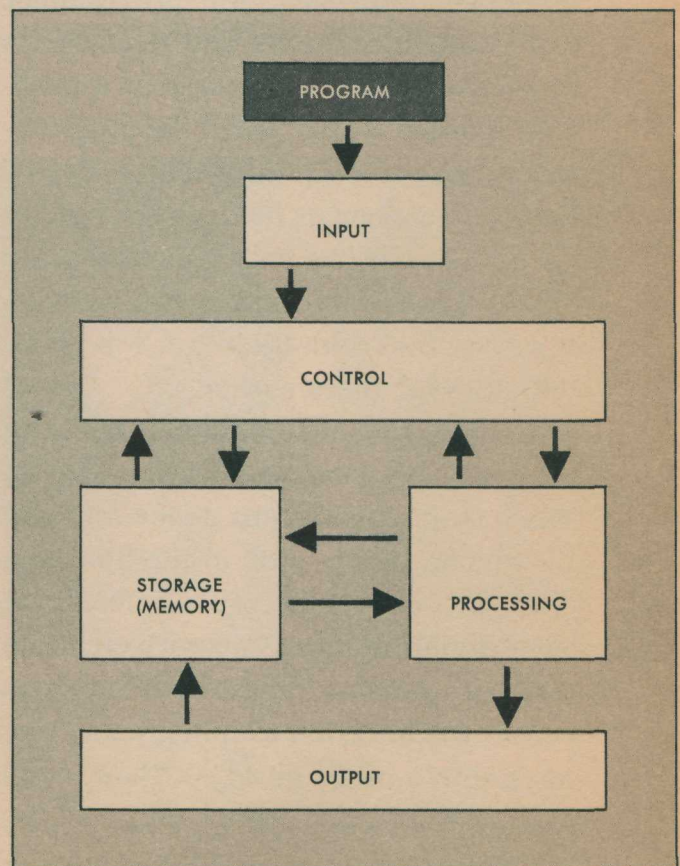 PROGRAM
INPUT
CONTROL
STORAGE
(MEMORY)
PROCESSING
OUTPUT